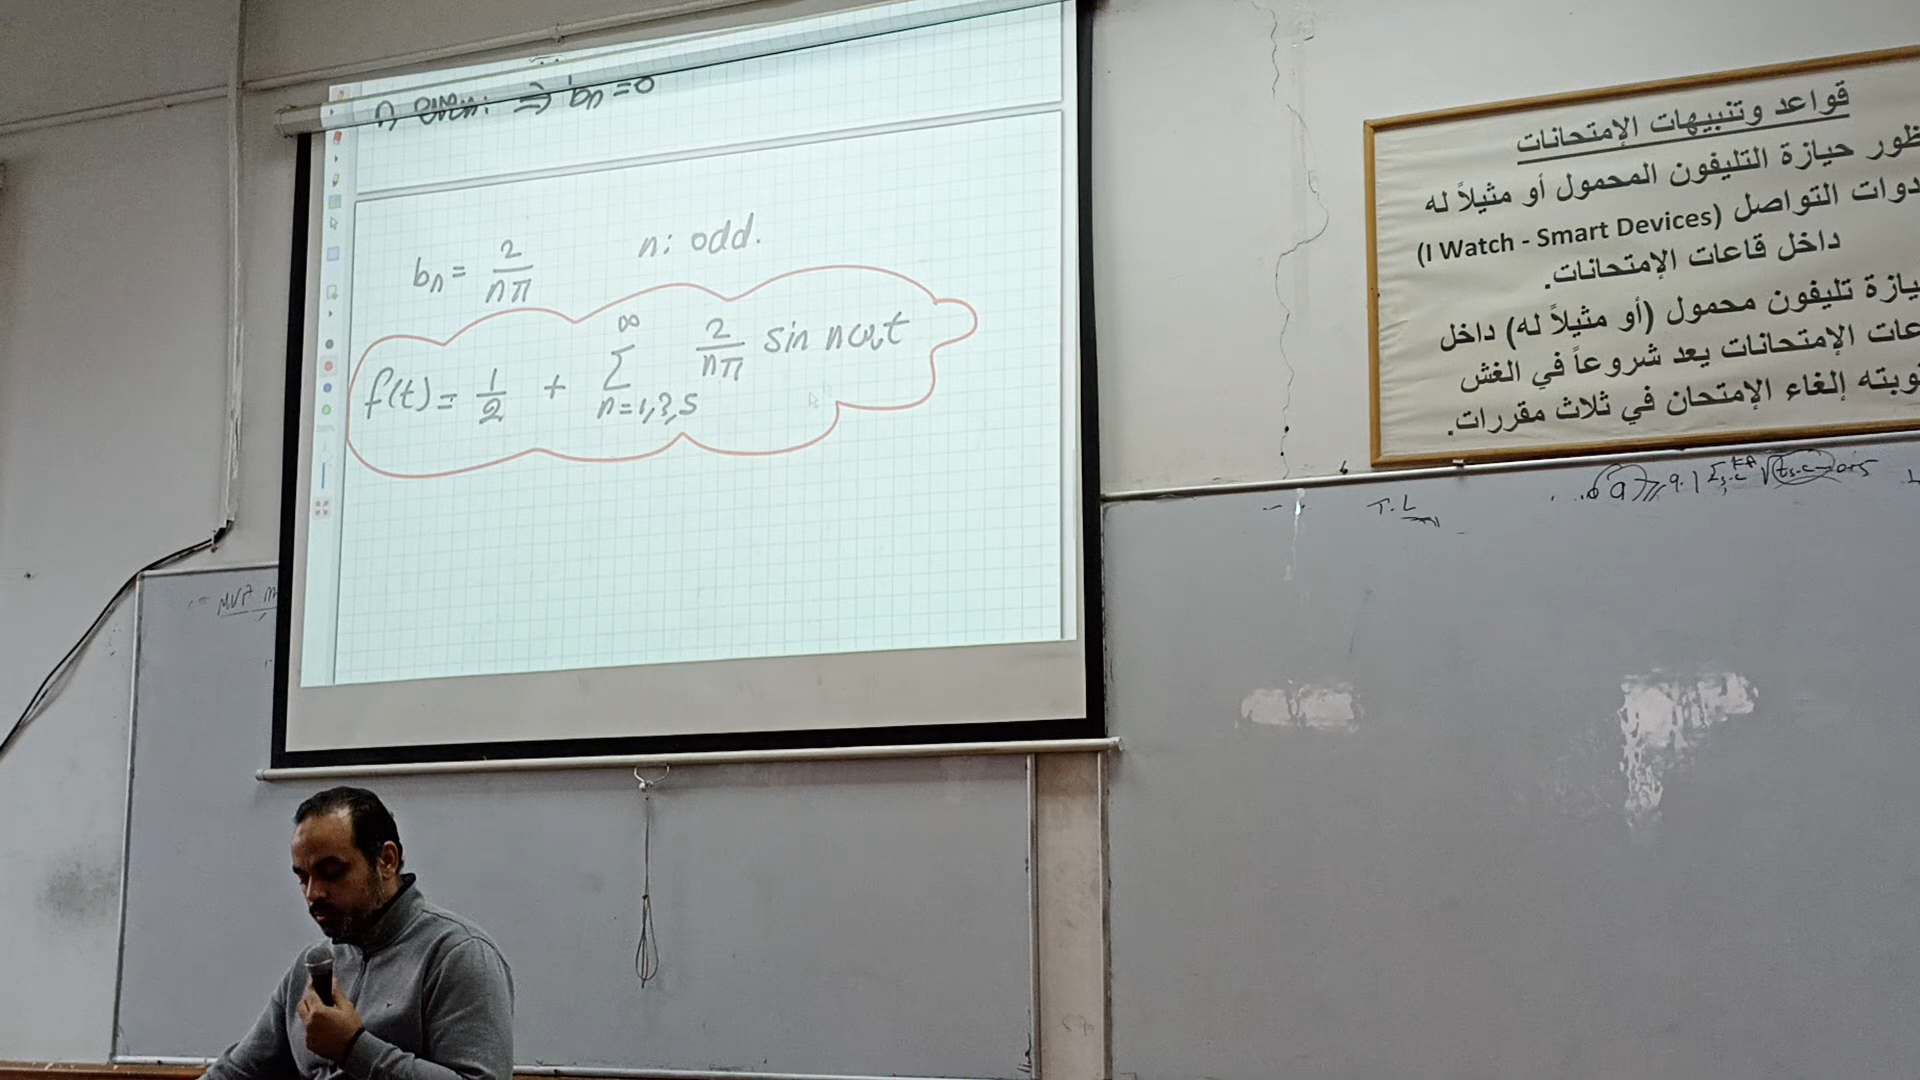 n even: ⇒ bn=0
bn = 2/nπ n: odd.
f(t) = 1/2 + ∞ Σ n=1,3,5 2/nπ sin nω₀t
قواعد وتنبيهات الإمتحانات
حيازة التليفون المحمول أو مثيلاً له
التواصل (I Watch - Smart Devices)
داخل قاعات الإمتحانات.
تليفون محمول (أو مثيلاً له) داخل
الإمتحانات يعد شروعاً في الغش
إلغاء الإمتحان في ثلاث مقررات.
T.L